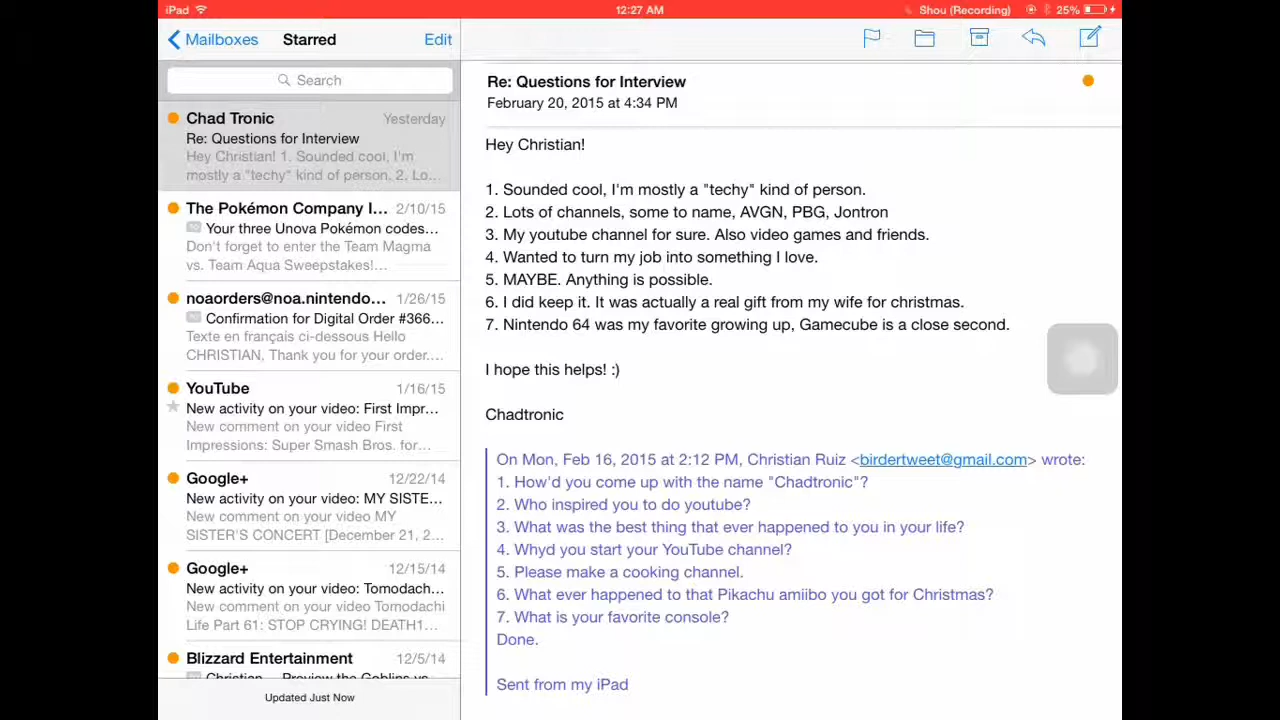 iPad 12:27 AM Shou (Recording) 25%
Mailboxes Starred Edit
Search
Chad Tronic Yesterday
Re: Questions for Interview
Hey Christian! 1. Sounded cool, I'm
mostly a "techy" kind of person. 2. Lo...
The Pokémon Company I... 2/10/15
Your three Unova Pokémon codes...
Don't forget to enter the Team Magma
vs. Team Aqua Sweepstakes!...
noaorders@noa.nintendo... 1/26/15
Confirmation for Digital Order #366...
Texte en français ci-dessous Hello
CHRISTIAN, Thank you for your order....
YouTube 1/16/15
New activity on your video: First Impr...
New comment on your video First
Impressions: Super Smash Bros. for...
Google+ 12/22/14
New activity on your video: MY SISTE...
New comment on your video MY
SISTER'S CONCERT [December 21, 2...
Google+ 12/15/14
New activity on your video: Tomodach...
New comment on your video Tomodachi
Life Part 61: STOP CRYING! DEATH1...
Blizzard Entertainment 12/5/14
Christian — Preview the Goblins vs
Updated Just Now
Re: Questions for Interview
February 20, 2015 at 4:34 PM
Hey Christian!
1. Sounded cool, I'm mostly a "techy" kind of person.
2. Lots of channels, some to name, AVGN, PBG, Jontron
3. My youtube channel for sure. Also video games and friends.
4. Wanted to turn my job into something I love.
5. MAYBE. Anything is possible.
6. I did keep it. It was actually a real gift from my wife for christmas.
7. Nintendo 64 was my favorite growing up, Gamecube is a close second.
I hope this helps! :)
Chadtronic
On Mon, Feb 16, 2015 at 2:12 PM, Christian Ruiz <birdertweet@gmail.com> wrote:
1. How'd you come up with the name "Chadtronic"?
2. Who inspired you to do youtube?
3. What was the best thing that ever happened to you in your life?
4. Whyd you start your YouTube channel?
5. Please make a cooking channel.
6. What ever happened to that Pikachu amiibo you got for Christmas?
7. What is your favorite console?
Done.
Sent from my iPad